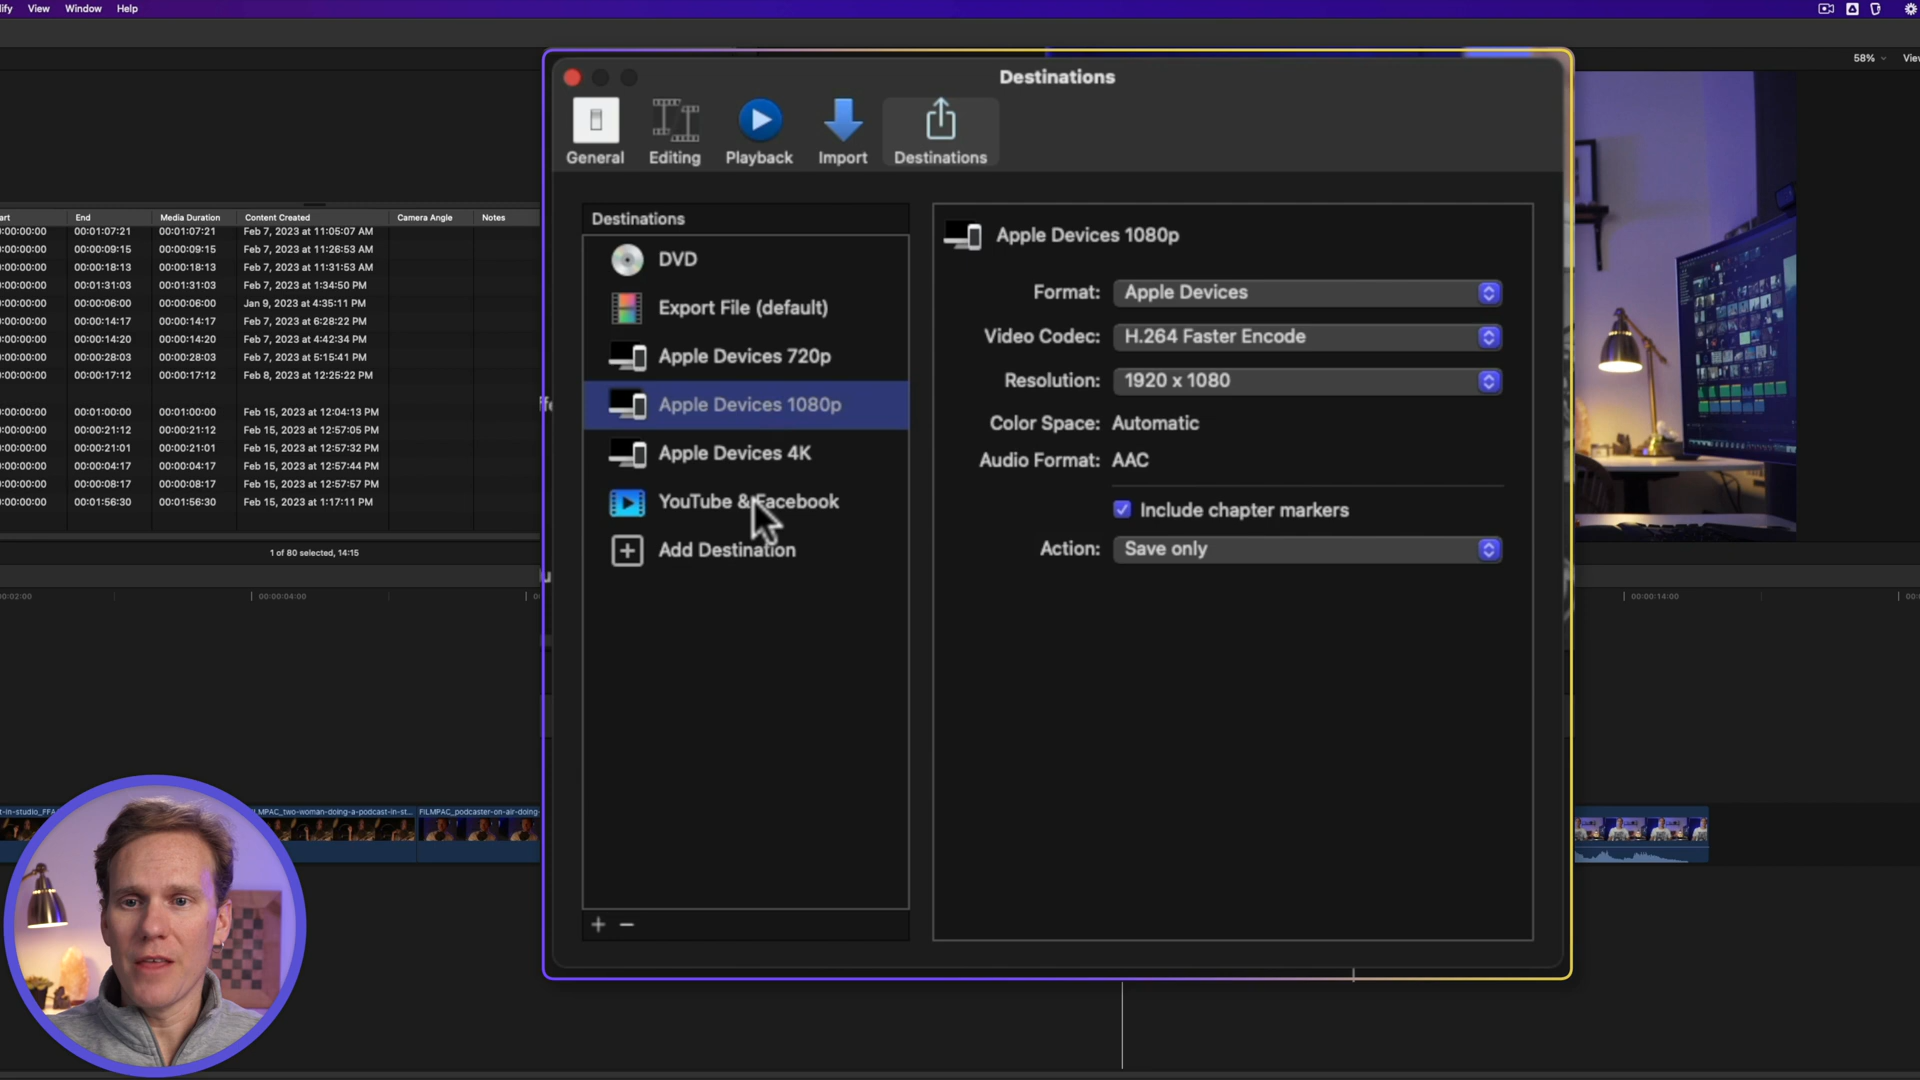 View Window Help
58%
Destinations
General Editing Playback Import Destinations
End Media Duration Content Created Camera Angle Notes
00:01:07:21 00:01:07:21 Feb 7, 2023 at 11:05:07 AM
00:00:09:15 00:00:09:15 Feb 7, 2023 at 11:26:53 AM
00:00:18:13 00:00:18:13 Feb 7, 2023 at 11:31:53 AM
00:01:31:03 00:01:31:03 Feb 7, 2023 at 1:34:50 PM
00:00:06:00 00:00:06:00 Jan 9, 2023 at 4:35:11 PM
00:00:14:17 00:00:14:17 Feb 7, 2023 at 6:28:22 PM
00:00:14:20 00:00:14:20 Feb 7, 2023 at 4:42:34 PM
00:00:28:03 00:00:28:03 Feb 7, 2023 at 5:15:41 PM
00:00:17:12 00:00:17:12 Feb 8, 2023 at 12:25:22 PM
00:01:00:00 00:01:00:00 Feb 15, 2023 at 12:04:13 PM
00:00:21:12 00:00:21:12 Feb 15, 2023 at 12:57:05 PM
00:00:21:01 00:00:21:01 Feb 15, 2023 at 12:57:32 PM
00:00:04:17 00:00:04:17 Feb 15, 2023 at 12:57:44 PM
00:00:08:17 00:00:08:17 Feb 15, 2023 at 12:57:57 PM
00:01:56:30 00:01:56:30 Feb 15, 2023 at 1:17:11 PM
1 of 80 selected, 14:15
Destinations
DVD
Export File (default)
Apple Devices 720p
Apple Devices 1080p
Apple Devices 4K
YouTube & Facebook
Add Destination
+ −
Apple Devices 1080p
Format: Apple Devices
Video Codec: H.264 Faster Encode
Resolution: 1920 x 1080
Color Space: Automatic
Audio Format: AAC
Include chapter markers
Action: Save only
00:00:04:00
00:00:14:00
FILMPAC_podcaster-on-air-doing-